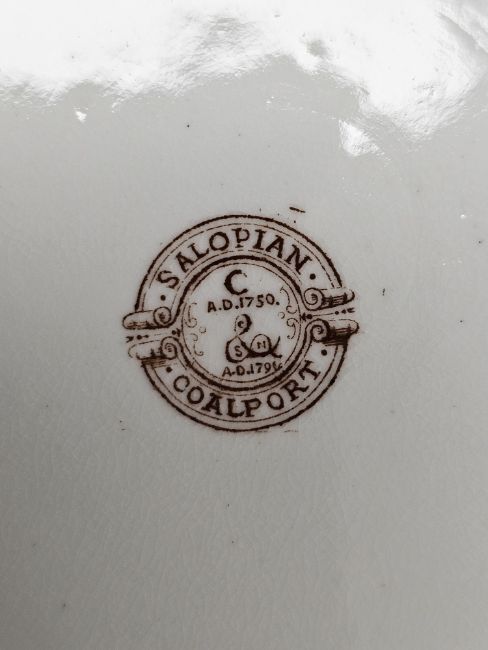 ·SALOPIAN·
C
A.D.1750.
C
S N
A.D.1790
·COALPORT·